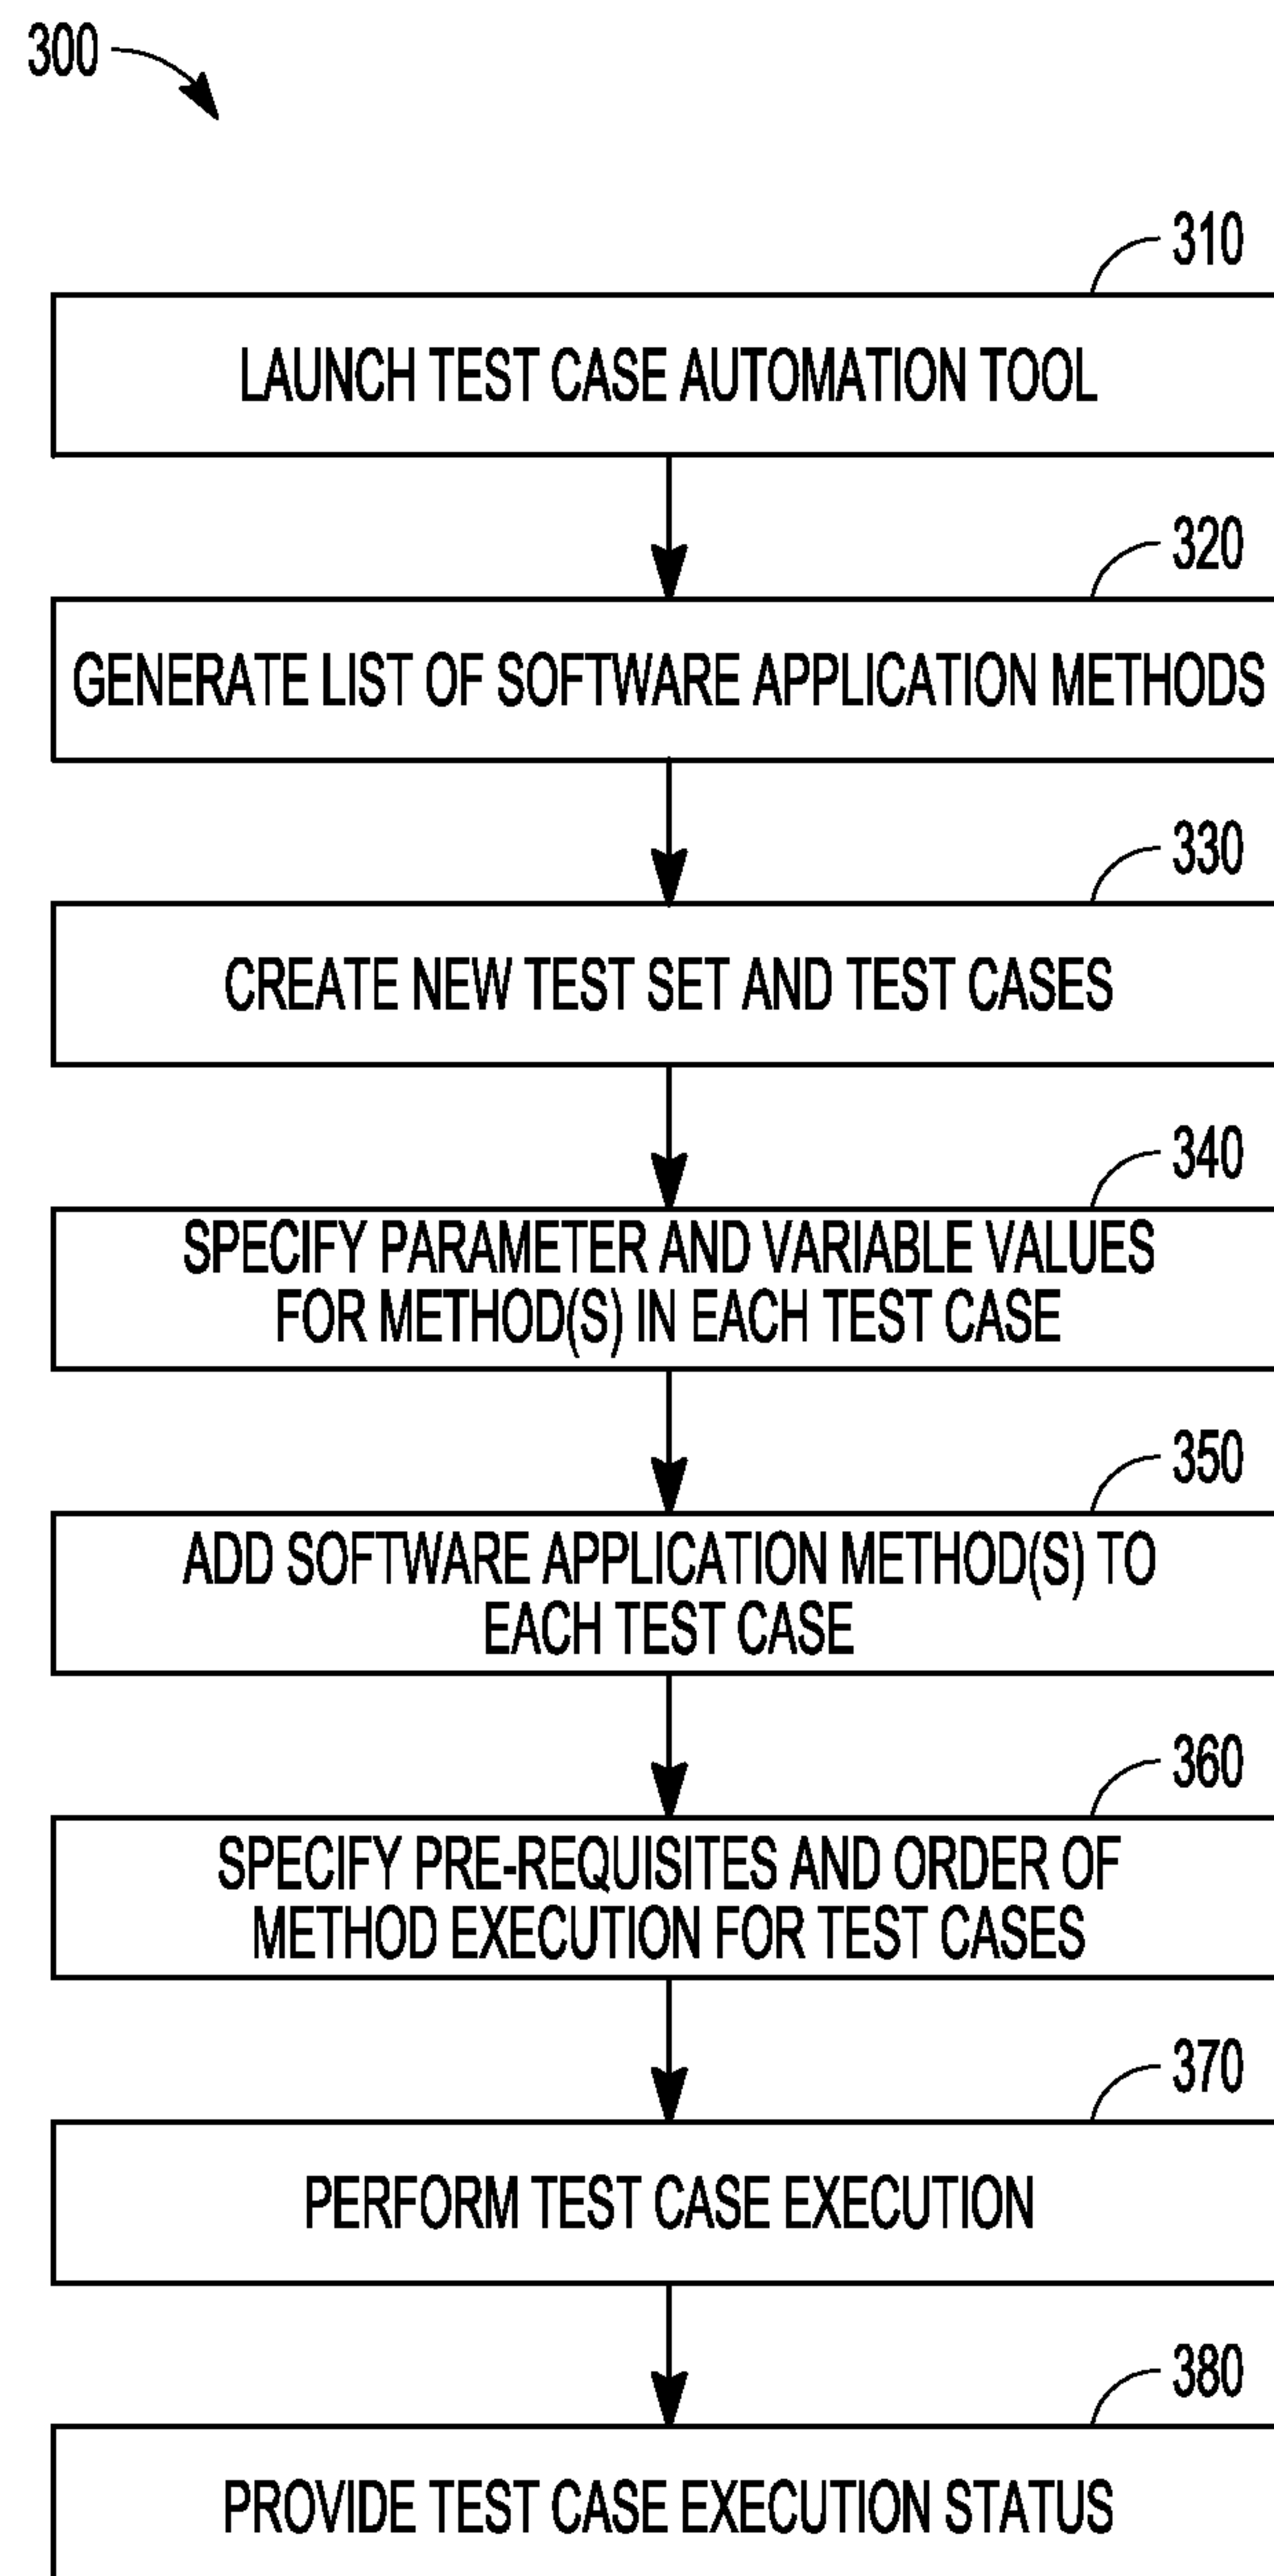 300
310
LAUNCH TEST CASE AUTOMATION TOOL
320
GENERATE LIST OF SOFTWARE APPLICATION METHODS
330
CREATE NEW TEST SET AND TEST CASES
340
SPECIFY PARAMETER AND VARIABLE VALUES
FOR METHOD(S) IN EACH TEST CASE
350
ADD SOFTWARE APPLICATION METHOD(S) TO
EACH TEST CASE
360
SPECIFY PRE-REQUISITES AND ORDER OF
METHOD EXECUTION FOR TEST CASES
370
PERFORM TEST CASE EXECUTION
380
PROVIDE TEST CASE EXECUTION STATUS